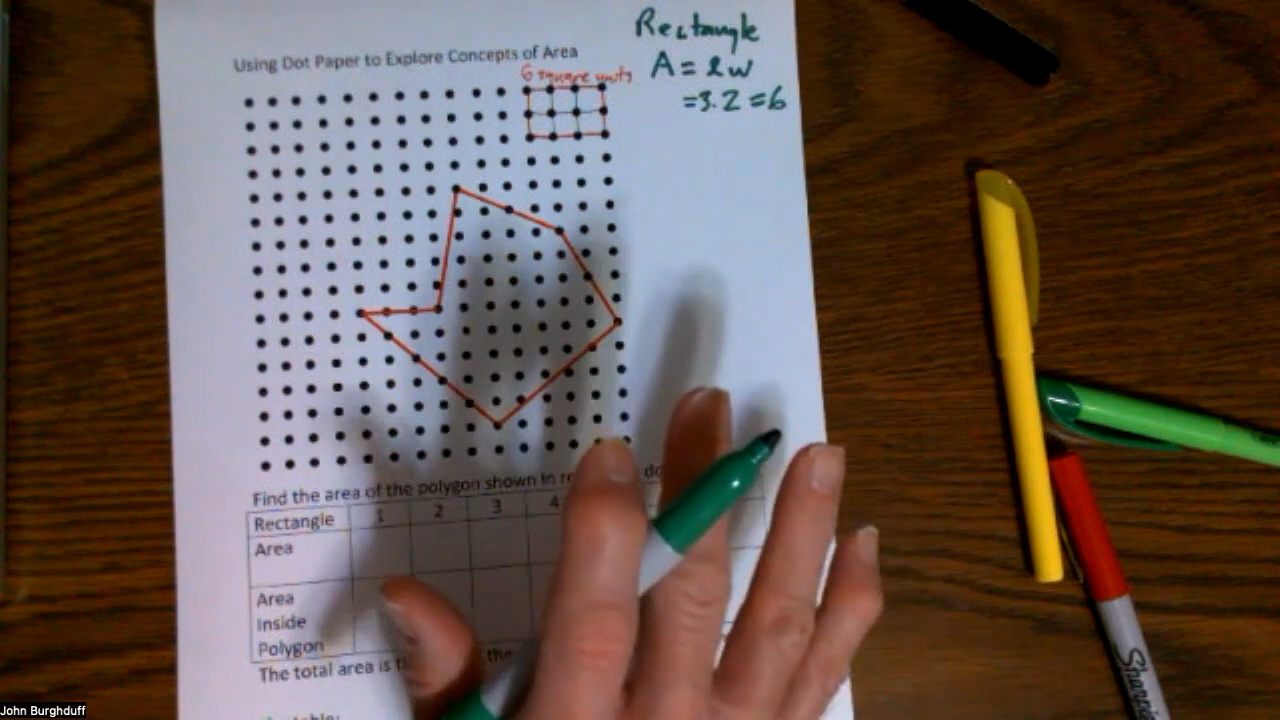 Rectangle
Using Dot Paper to Explore Concepts of Area
A = lw
6 square units
=3.2 = 6
Find the area of the polygon shown in
Rectangle 1 2 3 4
Area
Area
Inside
Polygon
The total area is
the
Sharpie
John Burghduff